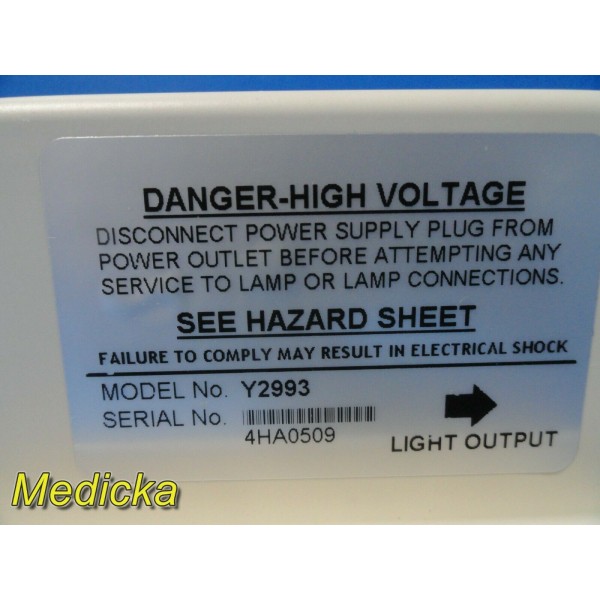 DANGER-HIGH VOLTAGE
DISCONNECT POWER SUPPLY PLUG FROM
POWER OUTLET BEFORE ATTEMPTING ANY
SERVICE TO LAMP OR LAMP CONNECTIONS.
SEE HAZARD SHEET
FAILURE TO COMPLY MAY RESULT IN ELECTRICAL SHOCK
MODEL No. Y2993
SERIAL No.
4HA0509
LIGHT OUTPUT
Medicka